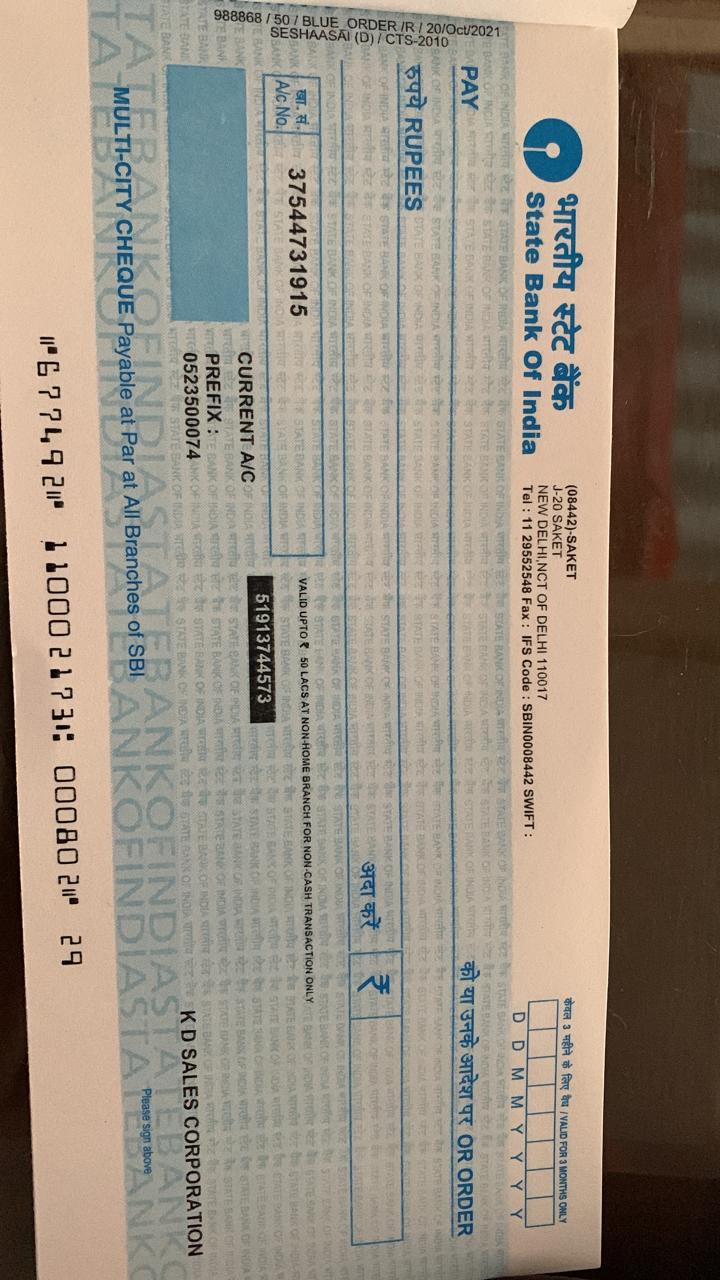 भारतीय स्टेट बैंक
State Bank Of India
(08442)-SAKET
J-20 SAKET
NEW DELHI,NCT OF DELHI 110017
Tel : 11 29552548 Fax : IFS Code : SBIN0008442 SWIFT :
केवल 3 महीने के लिए वैध / VALID FOR 3 MONTHS ONLY
D D M M Y Y Y Y
PAY को या उनके आदेश पर OR ORDER
रुपये RUPEES
अदा करें ₹
खा. सं.
A/c No.
37544731915
VALID UPTO ₹ 50 LACS AT NON-HOME BRANCH FOR NON-CASH TRANSACTION ONLY
51913744573
CURRENT A/C
PREFIX :
0523500074
K D SALES CORPORATION
Please sign above
STATEBANKOFINDIASTATEBANKOFINDIA
MULTI-CITY CHEQUE Payable at Par at All Branches of SBI
⑈677492⑈ 110002173⑆ 000802⑈ 29
988868 / 50 / BLUE_ORDER /R / 20/Oct/2021
SESHAASAI (D) / CTS-2010